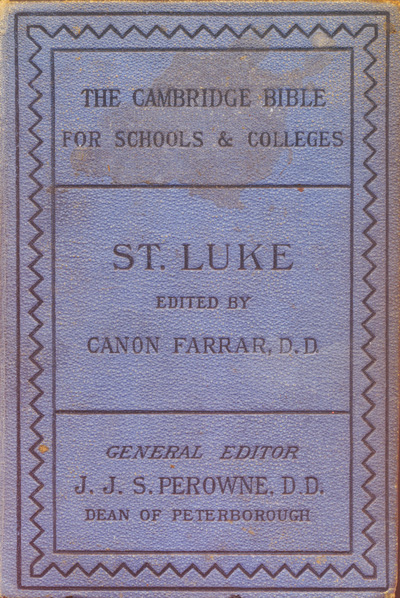 THE CAMBRIDGE BIBLE
FOR SCHOOLS & COLLEGES
ST. LUKE
EDITED BY
CANON FARRAR, D.D.
GENERAL EDITOR
J. J. S. PEROWNE, D.D.
DEAN OF PETERBOROUGH